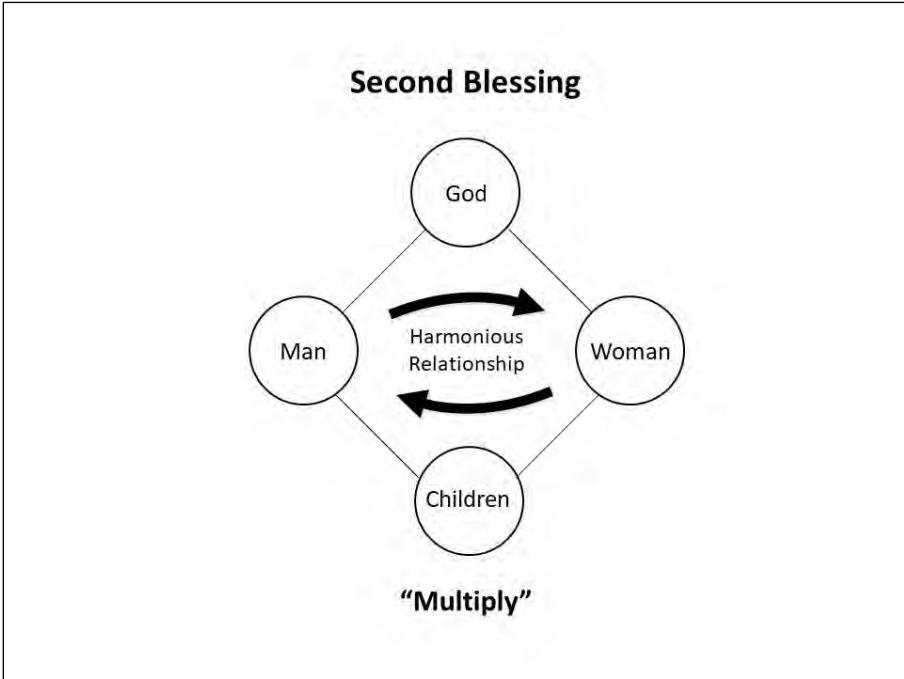 Second Blessing
God
Man
Harmonious
Relationship
Woman
Children
“Multiply”